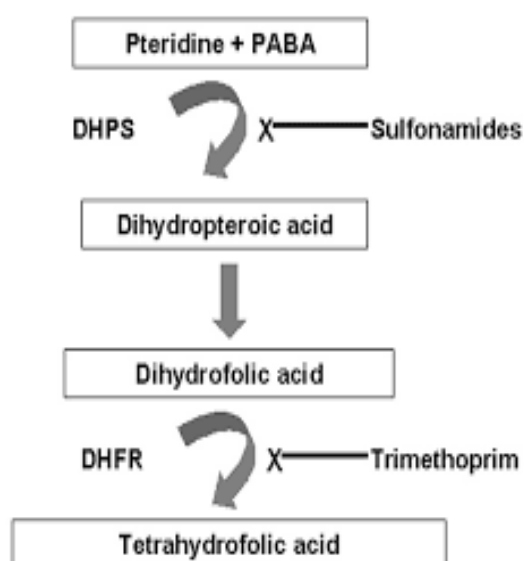 Pteridine + PABA
DHPS X Sulfonamides
Dihydropteroic acid
Dihydrofolic acid
DHFR X Trimethoprim
Tetrahydrofolic acid